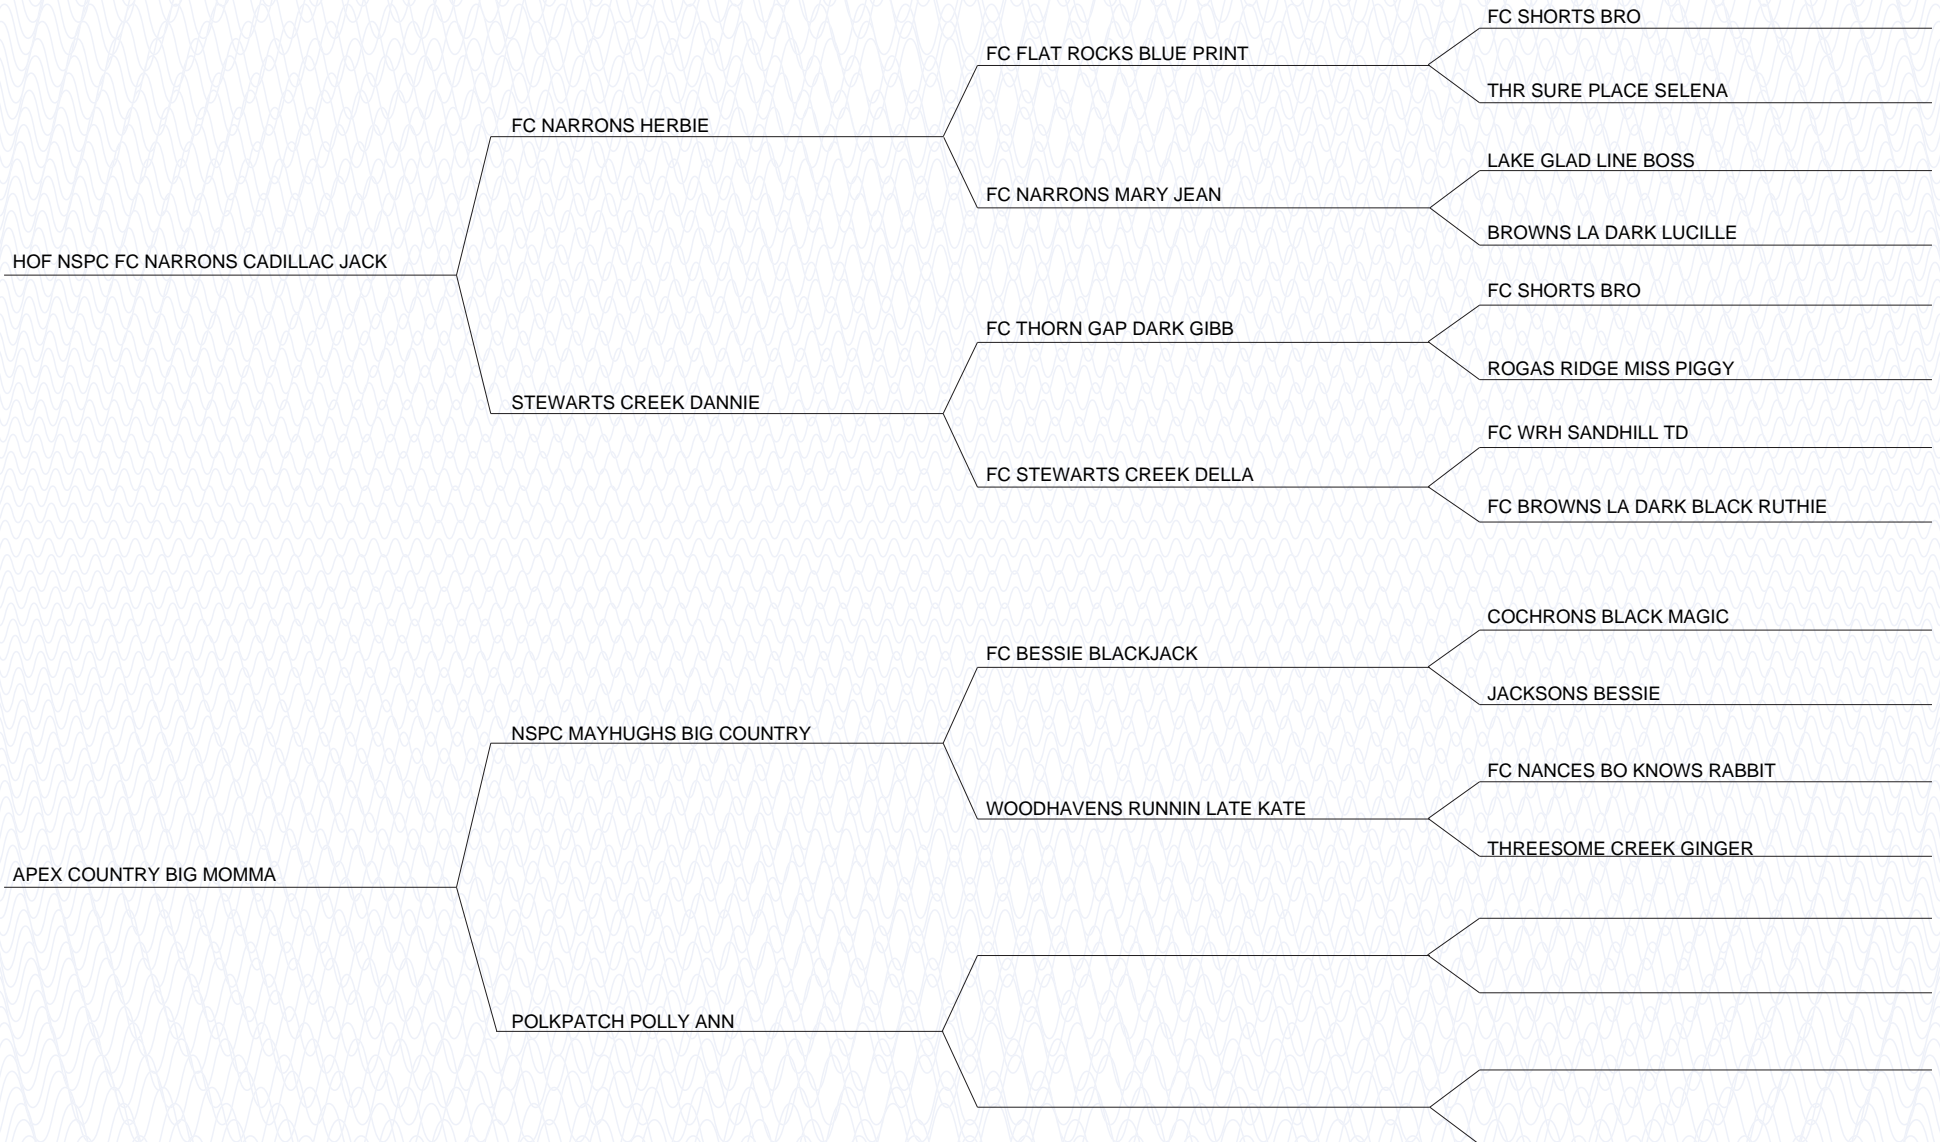 FC SHORTS BRO
FC FLAT ROCKS BLUE PRINT
THR SURE PLACE SELENA
FC NARRONS HERBIE
LAKE GLAD LINE BOSS
FC NARRONS MARY JEAN
BROWNS LA DARK LUCILLE
HOF NSPC FC NARRONS CADILLAC JACK
FC SHORTS BRO
FC THORN GAP DARK GIBB
ROGAS RIDGE MISS PIGGY
STEWARTS CREEK DANNIE
FC WRH SANDHILL TD
FC STEWARTS CREEK DELLA
FC BROWNS LA DARK BLACK RUTHIE
COCHRONS BLACK MAGIC
FC BESSIE BLACKJACK
JACKSONS BESSIE
NSPC MAYHUGHS BIG COUNTRY
FC NANCES BO KNOWS RABBIT
WOODHAVENS RUNNIN LATE KATE
THREESOME CREEK GINGER
APEX COUNTRY BIG MOMMA
POLKPATCH POLLY ANN